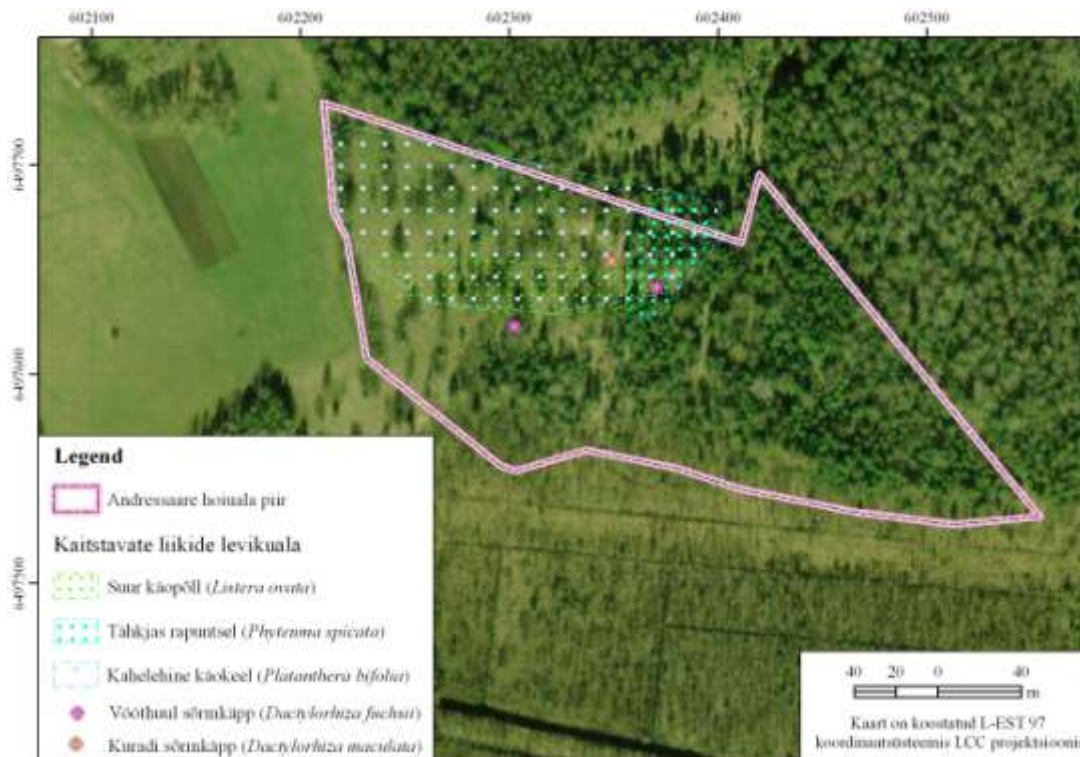 602100 602200 602300 602400 602500
6497700
6497600
6497500
Legend
Andressaare hoiuala piir
Kaitstavate liikide levikuala
Suur käopõll (Listera ovata)
Tähkjas rapuntsel (Phyteuma spicata)
Kahelehine käokeel (Platanthera bifolia)
Vööthuul sõrmkäpp (Dactylorhiza fuchsii)
Kuradi sõrmkäpp (Dactylorhiza maculata)
40 20 0 40
m
Kaart on koostatud L-EST 97
koordinaatsüsteemis LCC projektsioonis